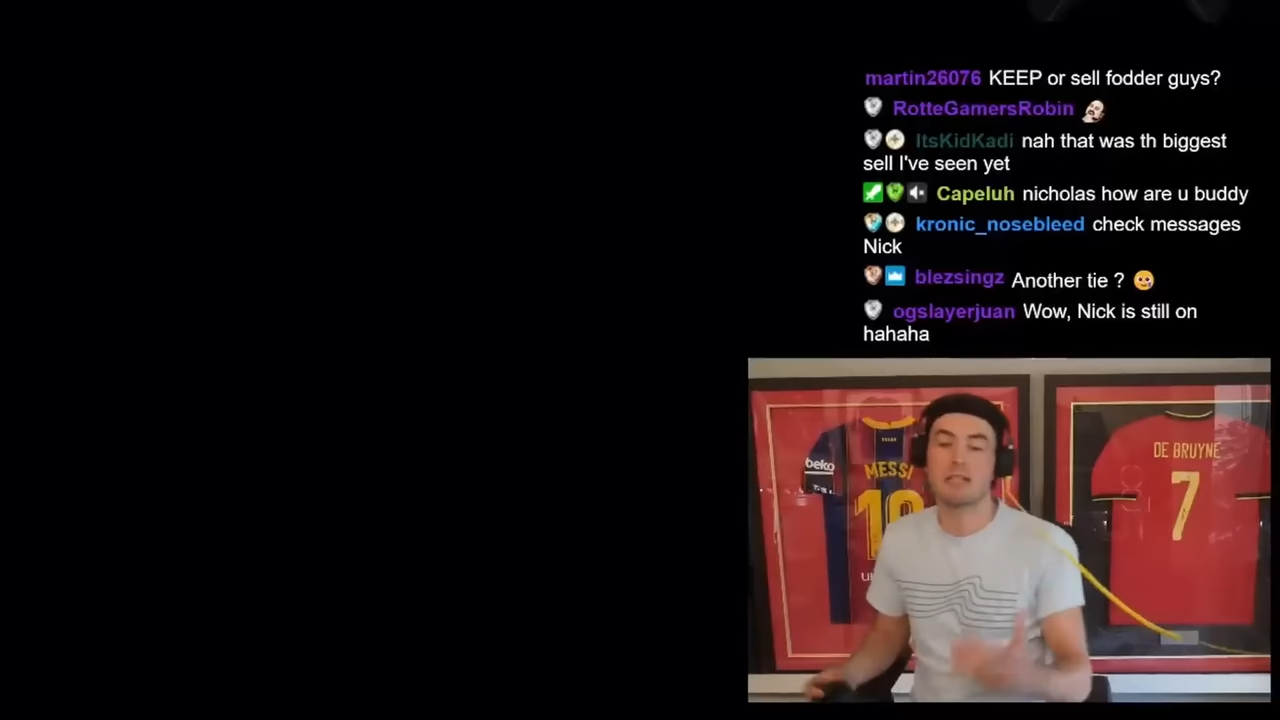 martin26076 KEEP or sell fodder guys?
RotteGamersRobin
ItsKidKadi nah that was th biggest
sell I've seen yet
Capeluh nicholas how are u buddy
kronic_nosebleed check messages
Nick
blezsingz Another tie ?
ogslayerjuan Wow, Nick is still on
hahaha
beko
MESSI
10
DE BRUYNE
7